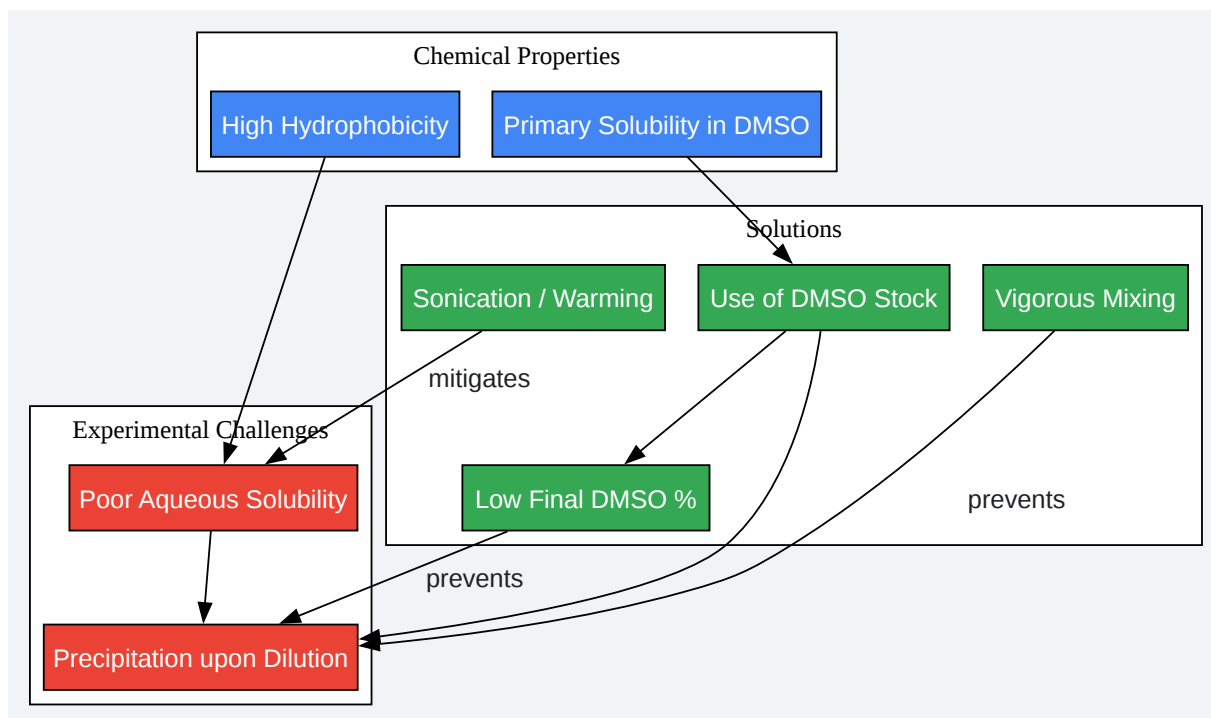 Chemical Properties
High Hydrophobicity
Primary Solubility in DMSO
Solutions
Sonication / Warming
Use of DMSO Stock
Vigorous Mixing
mitigates
Experimental Challenges
Poor Aqueous Solubility
Low Final DMSO %
prevents
prevents
Precipitation upon Dilution